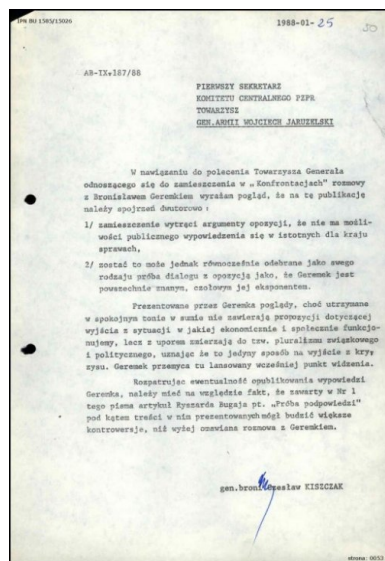 IPN BU 1585/15026
1988-01-25
50
AB-IX-187/88
PIERWSZY SEKRETARZ
KOMITETU CENTRALNEGO PZPR
TOWARZYSZ
GEN.ARMII WOJCIECH JARUZELSKI
W nawiązaniu do polecenia Towarzysza Generała
odnoszącego się do zamieszczenia w „Konfrontacjach" rozmowy
z Bronisławem Geremkiem wyrażam pogląd, że na tę publikację
należy spojrzeć dwutorowo :
1/ zamieszczenie wytrąci argumenty opozycji, że nie ma możli-
wości publicznego wypowiedzenia się w istotnych dla kraju
sprawach,
2/ zostać to może jednak równocześnie odebrane jako swego
rodzaju próba dialogu z opozycją jako, że Geremek jest
powszechnie znanym, czołowym jej eksponentem.
Prezentowane przez Geremka poglądy, choć utrzymane
w spokojnym tonie w sumie nie zawierają propozycji dotyczącej
wyjścia z sytuacji w jakiej ekonomicznie i społecznie funkcjo-
nujemy, lecz z uporem zmierzają do tzw. pluralizmu związkowego
i politycznego, uznając że to jedyny sposób na wyjście z kry-
zysu. Geremek przemyca tu lansowany wcześniej punkt widzenia.
Rozpatrując ewentualność opublikowania wypowiedzi
Geremka, należy mieć na względzie fakt, że zawarty w Nr 1
tego pisma artykuł Ryszarda Bugaja pt. „Próba podpowiedzi"
pod kątem treści w nim prezentowanych mógł budzić większe
kontrowersje, niż wyżej omawiana rozmowa z Geremkiem.
gen.broni Czesław KISZCZAK
strona: 0053